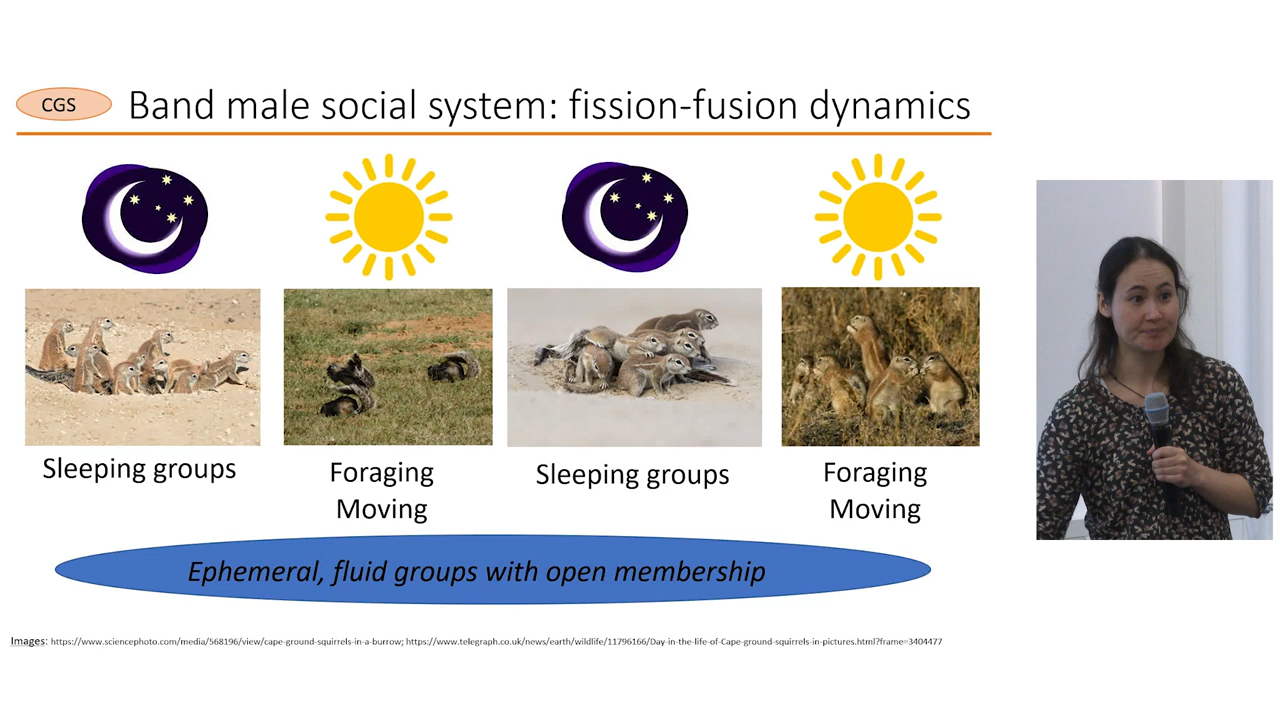 CGS
Band male social system: fission-fusion dynamics
Sleeping groups
Foraging
Moving
Sleeping groups
Foraging
Moving
Ephemeral, fluid groups with open membership
Images: https://www.sciencephoto.com/media/568196/view/cape-ground-squirrels-in-a-burrow; https://www.telegraph.co.uk/news/earth/wildlife/11796166/Day-in-the-life-of-Cape-ground-squirrels-in-pictures.html?frame=3404477